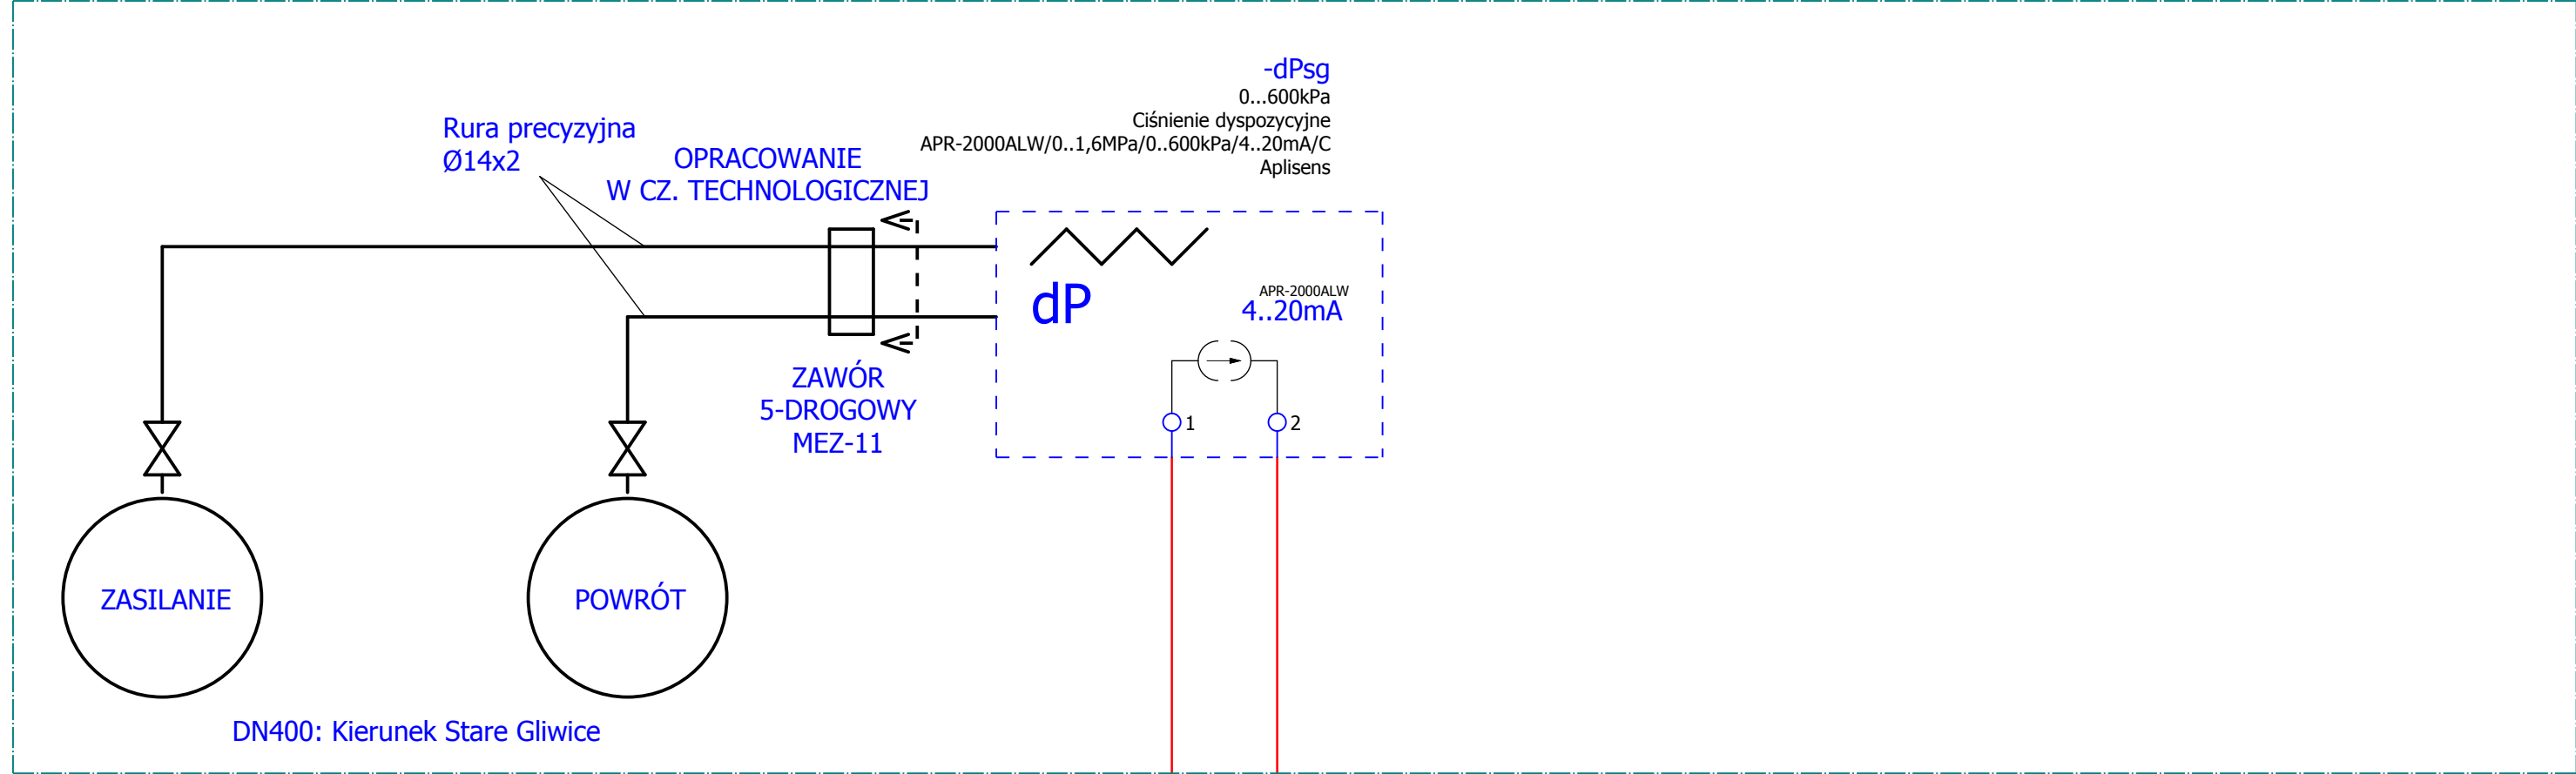 -dPsg
0...600kPa
Ciśnienie dyspozycyjne
APR-2000ALW/0..1,6MPa/0..600kPa/4..20mA/C
Aplisens
Rura precyzyjna
Ø14x2
OPRACOWANIE
W CZ. TECHNOLOGICZNEJ
dP
APR-2000ALW
4..20mA
ZAWÓR
5-DROGOWY
MEZ-11
1
2
ZASILANIE
POWRÓT
DN400: Kierunek Stare Gliwice